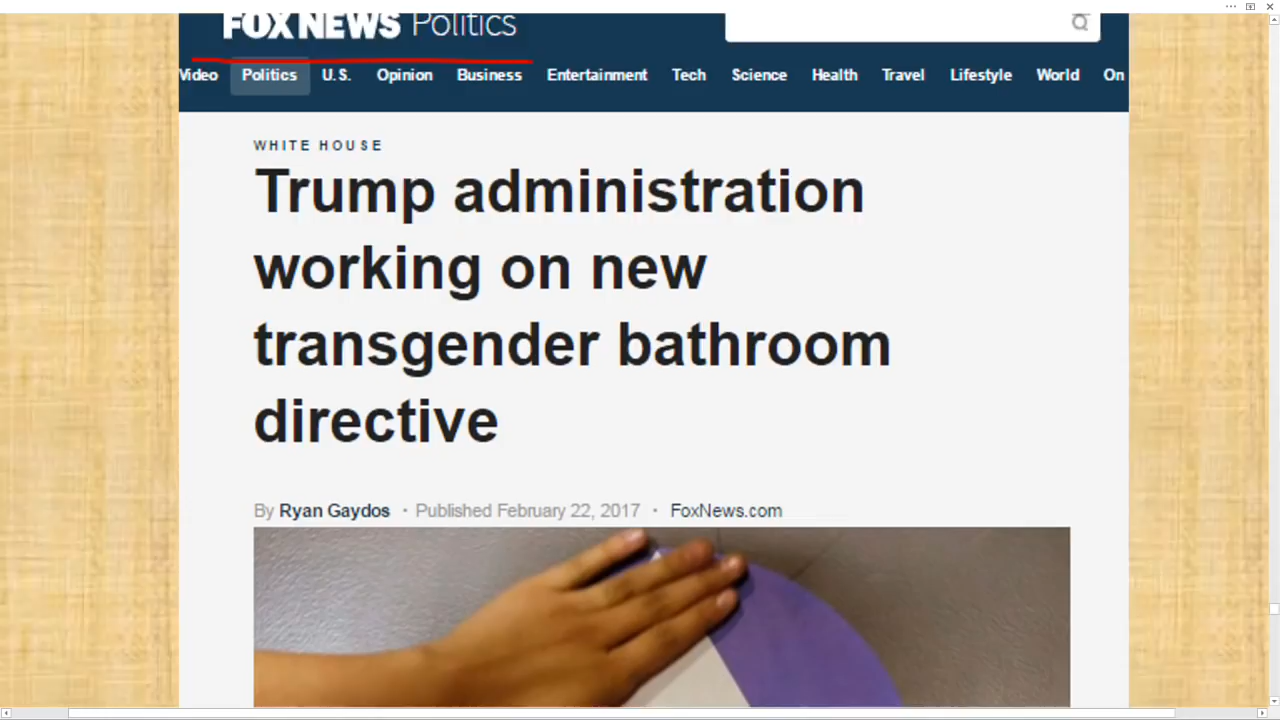 FOX NEWS Politics
Video Politics U.S. Opinion Business Entertainment Tech Science Health Travel Lifestyle World On
WHITE HOUSE
Trump administration
working on new
transgender bathroom
directive
By Ryan Gaydos · Published February 22, 2017 · FoxNews.com